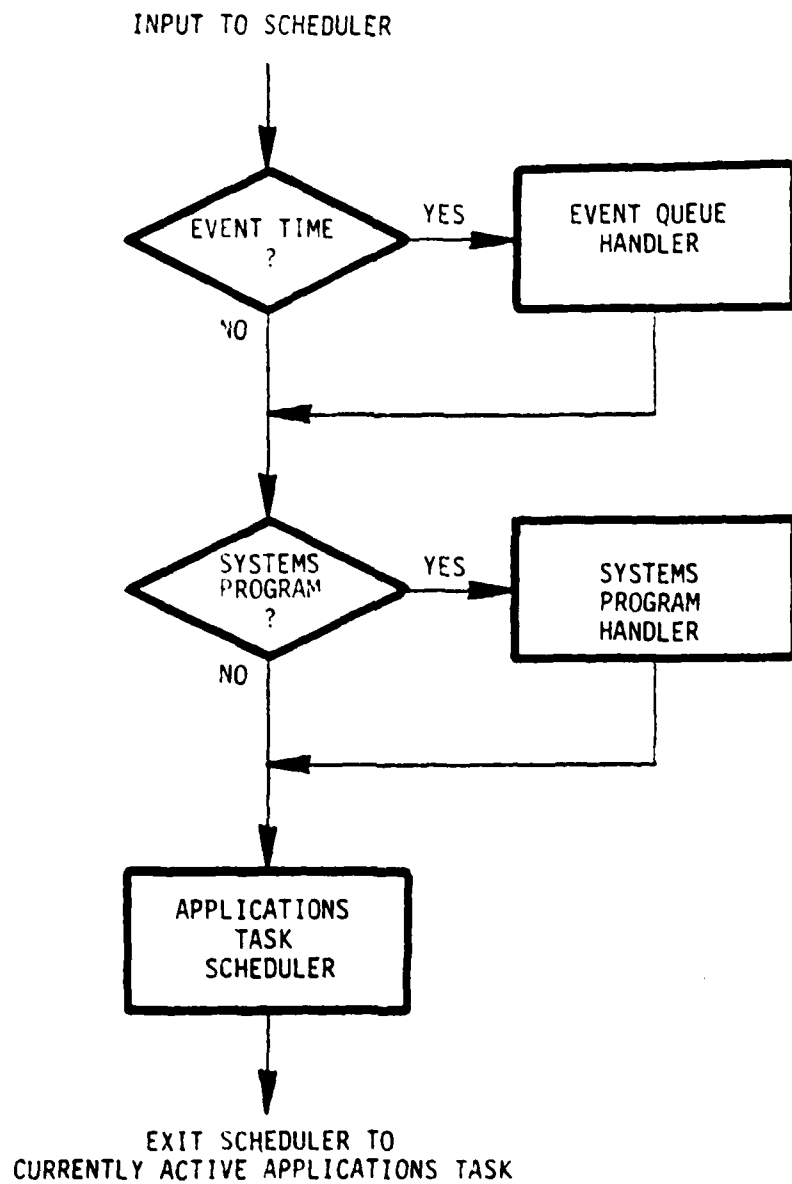 INPUT TO SCHEDULER
EVENT TIME
?
YES
EVENT QUEUE
HANDLER
NO
SYSTEMS
PROGRAM
?
YES
SYSTEMS
PROGRAM
HANDLER
NO
APPLICATIONS
TASK
SCHEDULER
EXIT SCHEDULER TO
CURRENTLY ACTIVE APPLICATIONS TASK